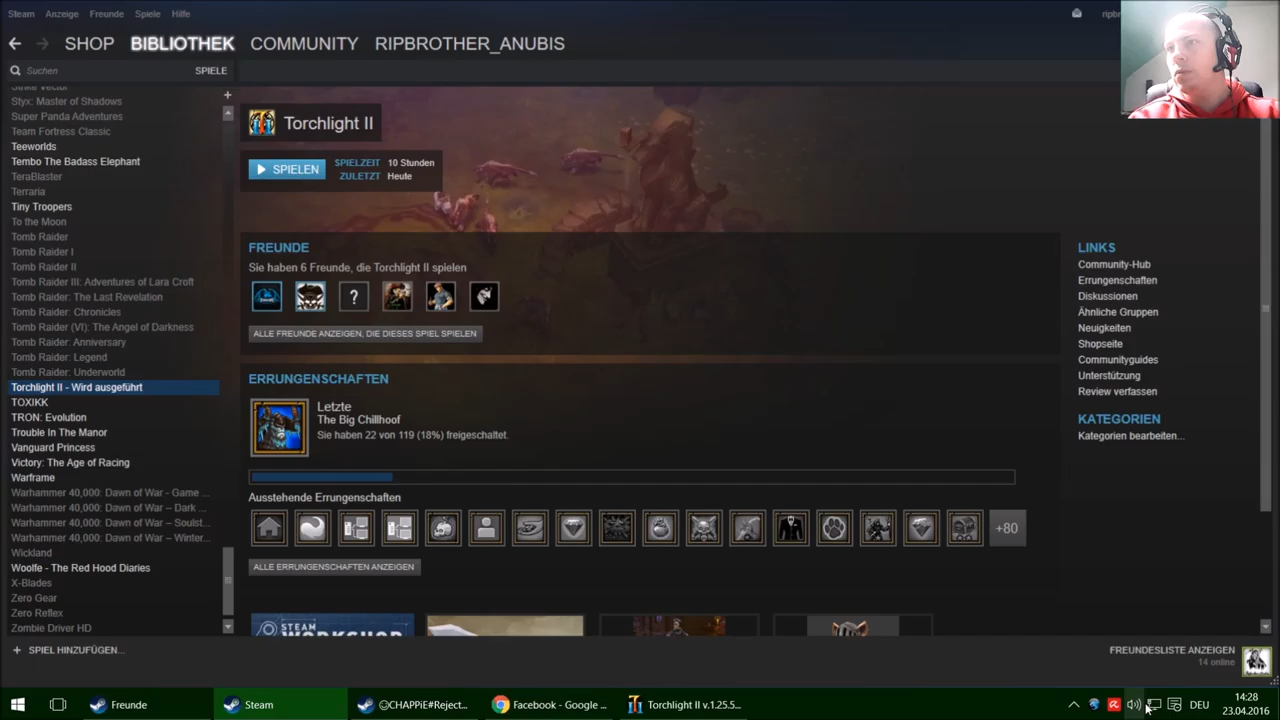 Steam Anzeige Freunde Spiele Hilfe
SHOP BIBLIOTHEK COMMUNITY RIPBROTHER_ANUBIS
Suchen SPIELE
Styx: Master of Shadows
Super Panda Adventures
Team Fortress Classic
Teeworlds
Tembo The Badass Elephant
TeraBlaster
Terraria
Tiny Troopers
To the Moon
Tomb Raider
Tomb Raider I
Tomb Raider II
Tomb Raider III: Adventures of Lara Croft
Tomb Raider: The Last Revelation
Tomb Raider: Chronicles
Tomb Raider (VI): The Angel of Darkness
Tomb Raider: Anniversary
Tomb Raider: Legend
Tomb Raider: Underworld
Torchlight II - Wird ausgeführt
TOXIKK
TRON: Evolution
Trouble In The Manor
Vanguard Princess
Victory: The Age of Racing
Warframe
Warhammer 40,000: Dawn of War - Game ...
Warhammer 40,000: Dawn of War – Dark ...
Warhammer 40,000: Dawn of War – Soulst...
Warhammer 40,000: Dawn of War – Winter...
Wickland
Woolfe - The Red Hood Diaries
X-Blades
Zero Gear
Zero Reflex
Zombie Driver HD
+ SPIEL HINZUFÜGEN...
Torchlight II
SPIELEN
SPIELZEIT 10 Stunden
ZULETZT Heute
FREUNDE
Sie haben 6 Freunde, die Torchlight II spielen
?
ALLE FREUNDE ANZEIGEN, DIE DIESES SPIEL SPIELEN
ERRUNGENSCHAFTEN
Letzte
The Big Chillhoof
Sie haben 22 von 119 (18%) freigeschaltet.
Ausstehende Errungenschaften
+80
ALLE ERRUNGENSCHAFTEN ANZEIGEN
STEAM
WORKSHOP
LINKS
Community-Hub
Errungenschaften
Diskussionen
Ähnliche Gruppen
Neuigkeiten
Shopseite
Communityguides
Unterstützung
Review verfassen
KATEGORIEN
Kategorien bearbeiten...
FREUNDESLISTE ANZEIGEN
14 online
Freunde Steam @CHAPPiE#Reject... Facebook - Google ... Torchlight II v.1.25.5... DEU
14:28
23.04.2016